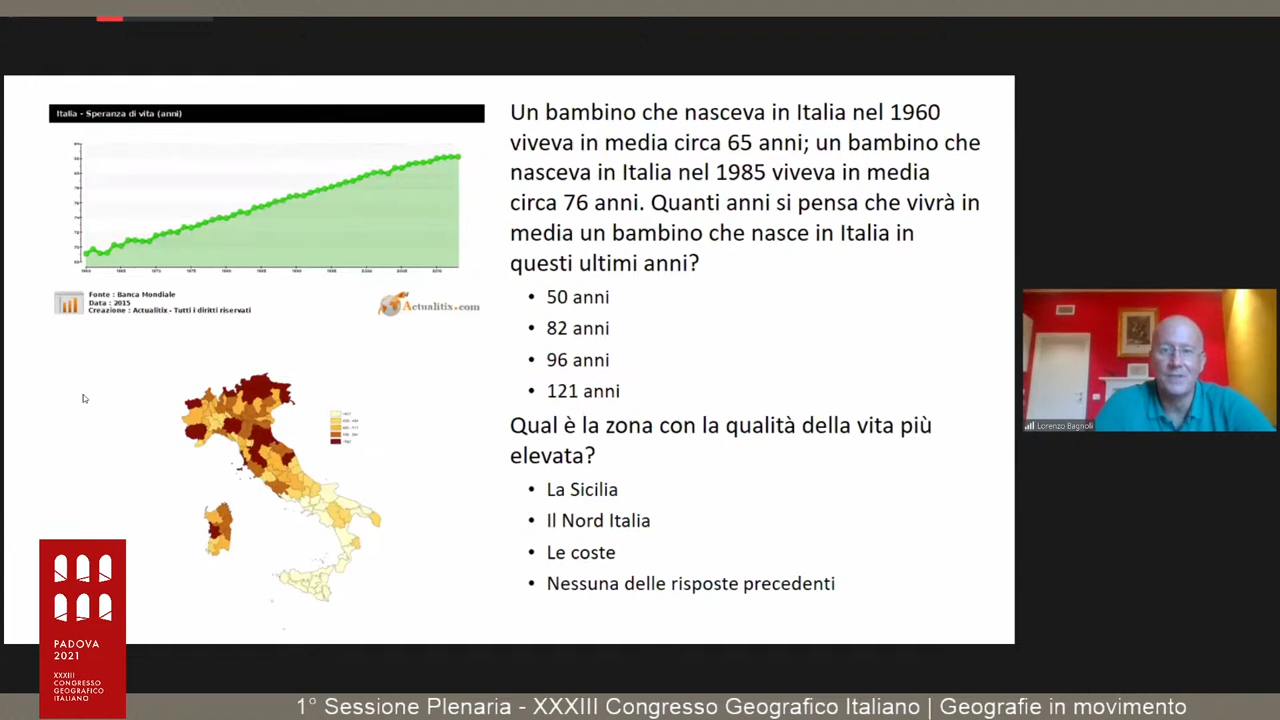 Italia - Speranza di vita (anni)
Fonte : Banca Mondiale
Data : 2015
Creazione : Actualitix - Tutti i diritti riservati
Actualitix.com
Un bambino che nasceva in Italia nel 1960
viveva in media circa 65 anni; un bambino che
nasceva in Italia nel 1985 viveva in media
circa 76 anni. Quanti anni si pensa che vivrà in
media un bambino che nasce in Italia in
questi ultimi anni?
• 50 anni
• 82 anni
• 96 anni
• 121 anni
Qual è la zona con la qualità della vita più
elevata?
• La Sicilia
• Il Nord Italia
• Le coste
• Nessuna delle risposte precedenti
Lorenzo Bagnoli
PADOVA
2021
XXXIII
CONGRESSO
GEOGRAFICO
ITALIANO
1° Sessione Plenaria - XXXIII Congresso Geografico Italiano | Geografie in movimento